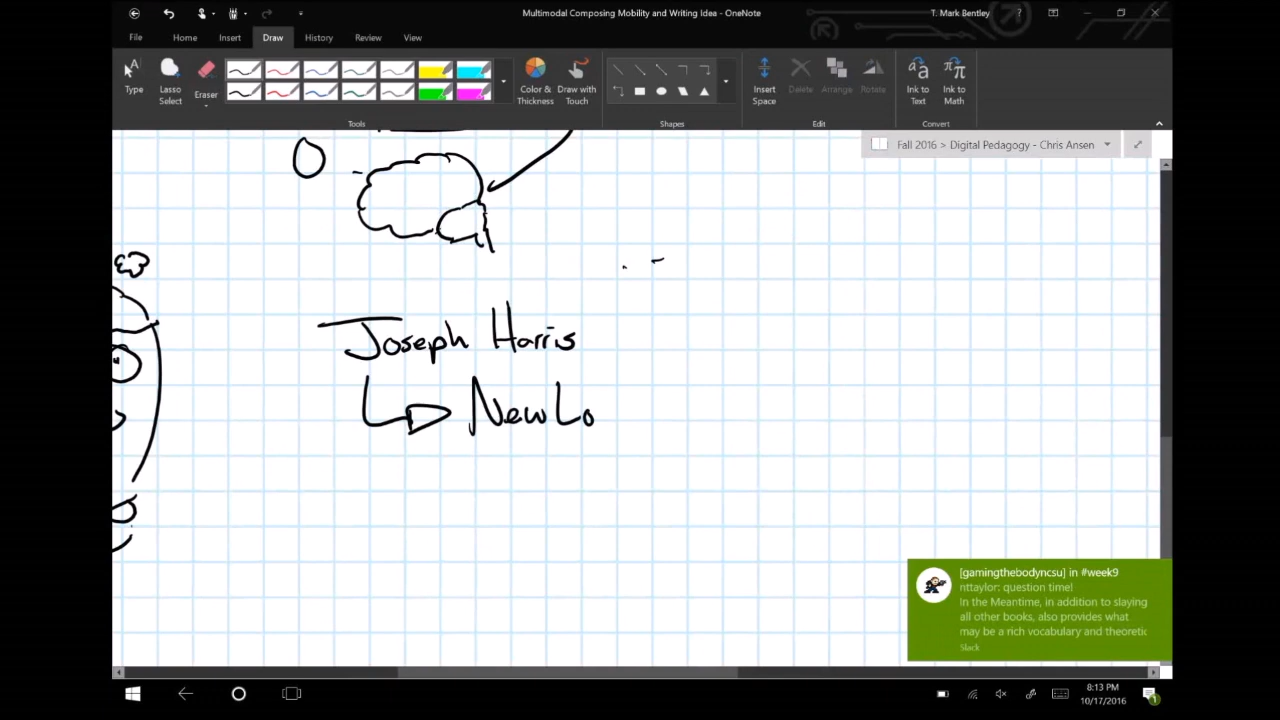 Multimodal Composing Mobility and Writing Idea - OneNote
T. Mark Bentley
?
File
Home
Insert
Draw
History
Review
View
Type
Lasso Select
Eraser
Color & Thickness
Draw with Touch
Insert Space
Delete
Arrange
Rotate
Ink to Text
Ink to Math
Tools
Shapes
Edit
Convert
Fall 2016 > Digital Pedagogy - Chris Ansen
Joseph Harris
New Lo
[gamingthebodyncsu] in #week9
nttaylor: question time!
In the Meantime, in addition to slaying
all other books, also provides what
may be a rich vocabulary and theoretic
Slack
8:13 PM
10/17/2016
1